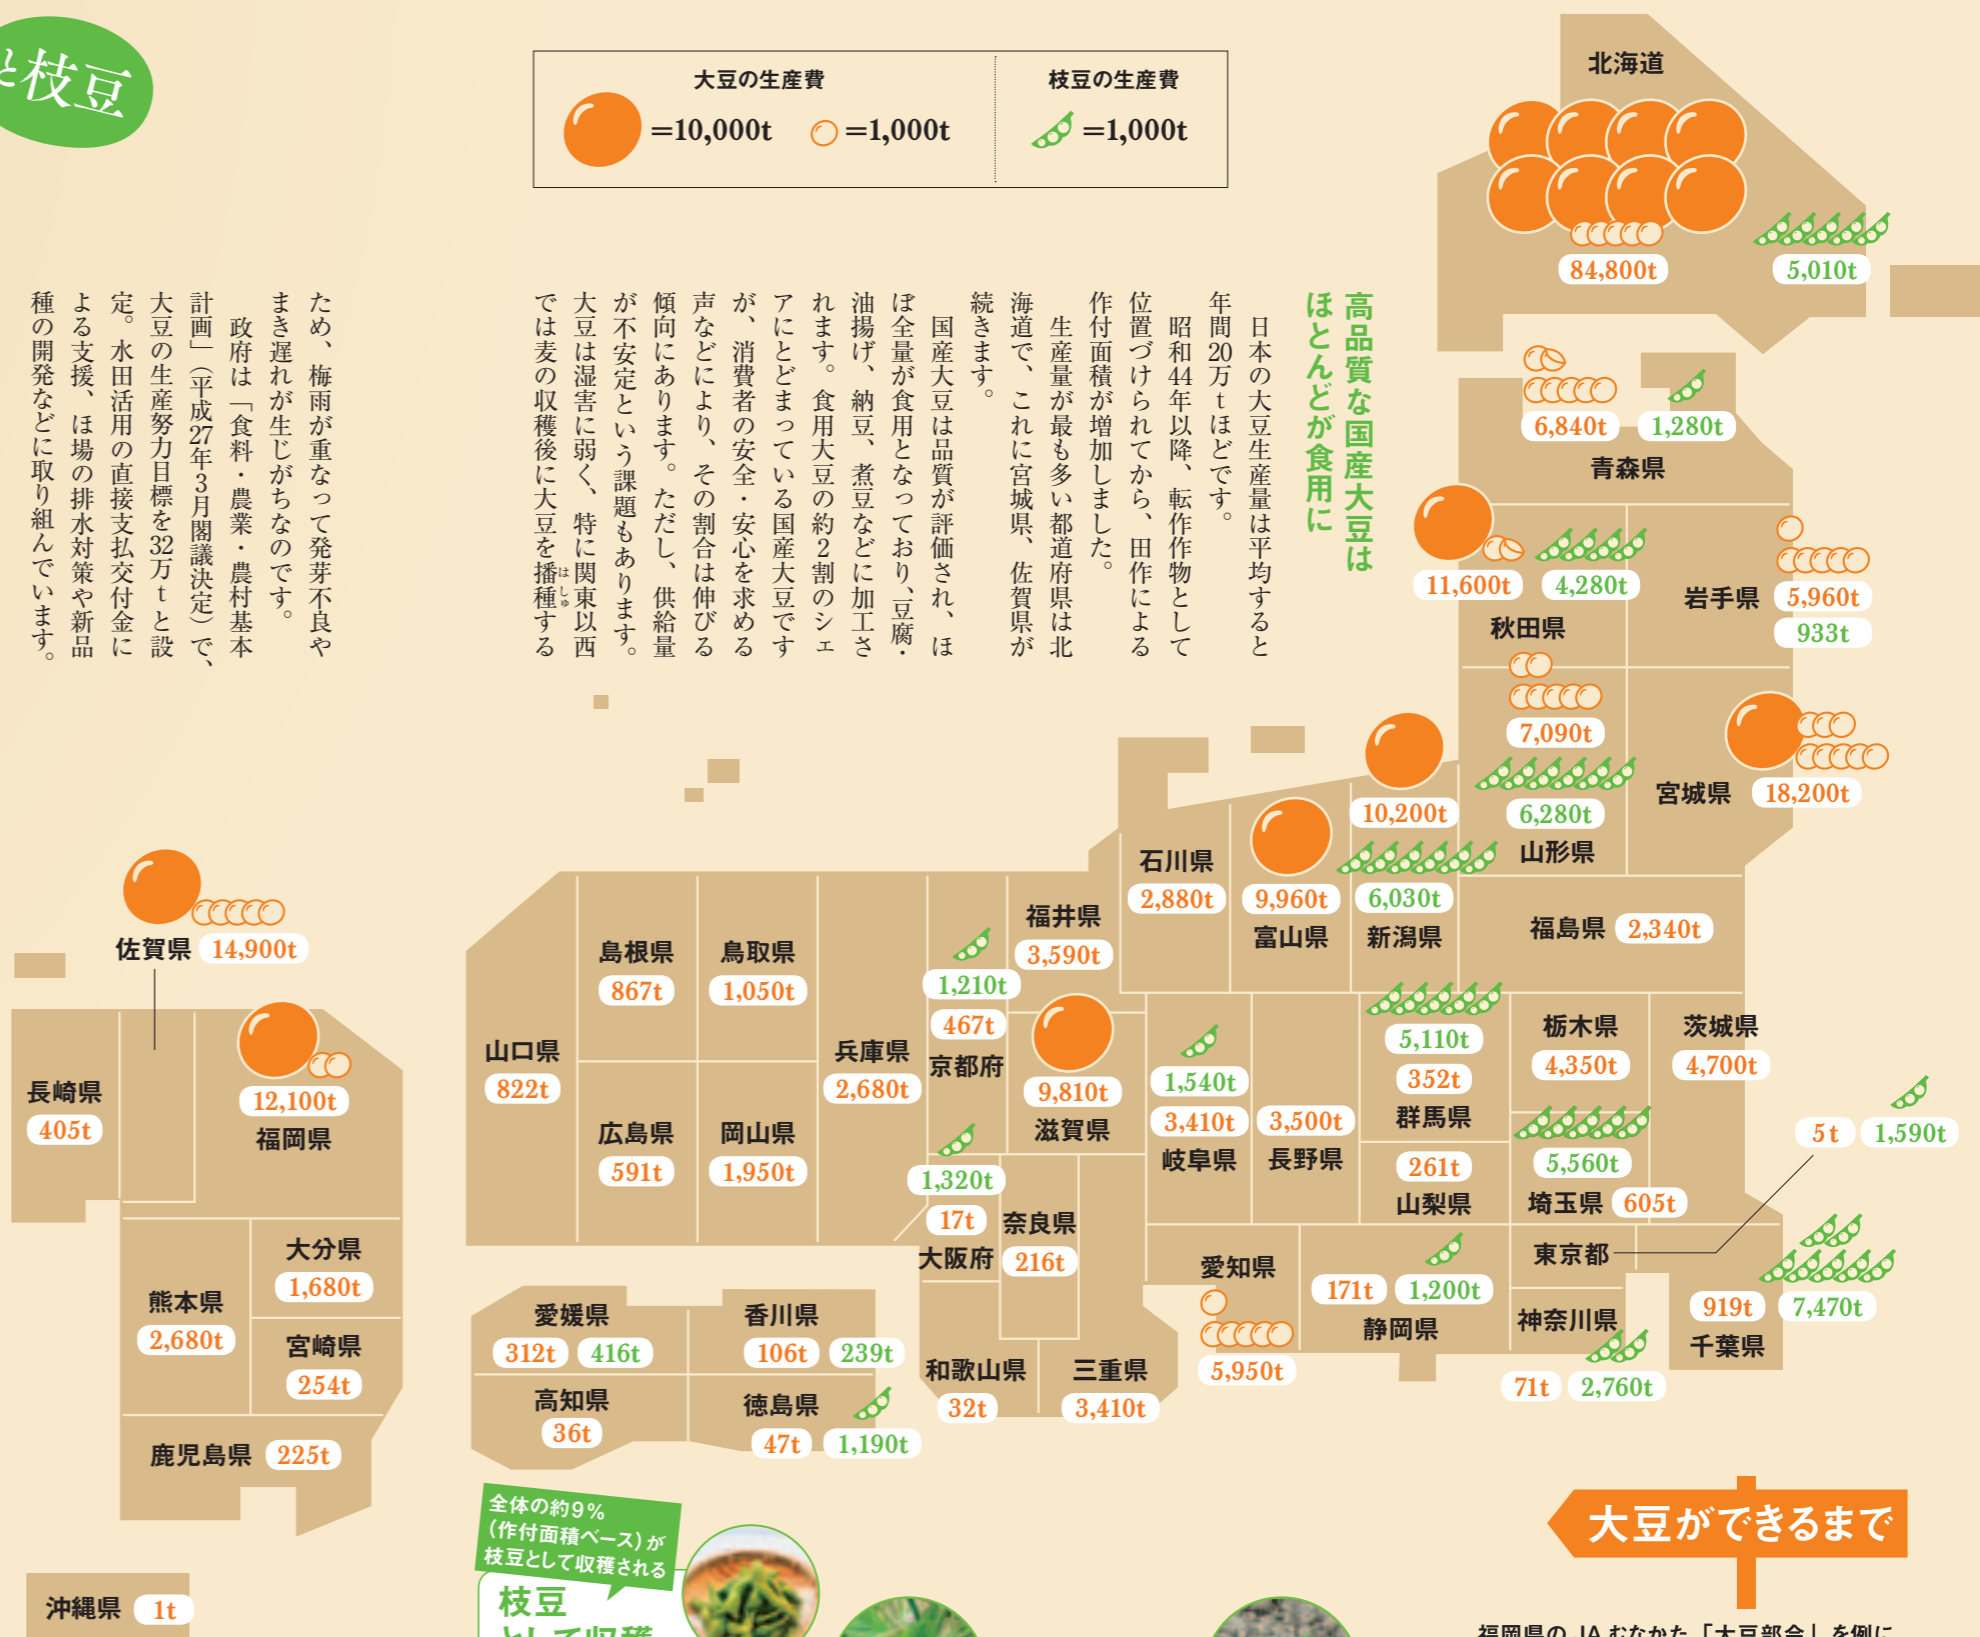 と枝豆
大豆の生産費
=10,000t
=1,000t
枝豆の生産費
=1,000t
高品質な国産大豆は
ほとんどが食用に
日本の大豆生産量は平均すると
年間20万tほどです。
昭和44年以降、転作作物として
位置づけられてから、田作による
作付面積が増加しました。
生産量が最も多い都道府県は北
海道で、これに宮城県、佐賀県が
続きます。
国産大豆は品質が評価され、ほ
ぼ全量が食用となっており、豆腐・
油揚げ、納豆、煮豆などに加工さ
れます。食用大豆の約2割のシェ
アにとどまっている国産大豆です
が、消費者の安全・安心を求める
声などにより、その割合は伸びる
傾向にあります。ただし、供給量
が不安定という課題もあります。
大豆は湿害に弱く、特に関東以西
では麦の収穫後に大豆を播種する
はしゅ
ため、梅雨が重なって発芽不良や
まき遅れが生じがちなのです。
政府は「食料・農業・農村基本
計画」（平成27年3月閣議決定）で、
大豆の生産努力目標を32万tと設
定。水田活用の直接支払交付金に
よる支援、ほ場の排水対策や新品
種の開発などに取り組んでいます。
北海道
84,800t
5,010t
6,840t
1,280t
青森県
11,600t
4,280t
秋田県
岩手県
5,960t
933t
7,090t
6,280t
山形県
宮城県
18,200t
10,200t
6,030t
新潟県
9,960t
富山県
石川県
2,880t
福井県
3,590t
福島県
2,340t
5,110t
352t
群馬県
栃木県
4,350t
茨城県
4,700t
5,560t
埼玉県
605t
5t
1,590t
東京都
919t
7,470t
千葉県
神奈川県
71t
2,760t
261t
山梨県
3,500t
長野県
1,540t
3,410t
岐阜県
171t
1,200t
静岡県
愛知県
5,950t
三重県
3,410t
9,810t
滋賀県
1,210t
467t
京都府
1,320t
17t
大阪府
奈良県
216t
和歌山県
32t
兵庫県
2,680t
鳥取県
1,050t
島根県
867t
岡山県
1,950t
広島県
591t
山口県
822t
愛媛県
312t
416t
香川県
106t
239t
高知県
36t
徳島県
47t
1,190t
佐賀県
14,900t
12,100t
福岡県
長崎県
405t
大分県
1,680t
熊本県
2,680t
宮崎県
254t
鹿児島県
225t
沖縄県
1t
全体の約9%
（作付面積ベース）が
枝豆として収穫される
枝豆
として収穫
大豆ができるまで
福岡県のJAむなかた「大豆部会」を例に